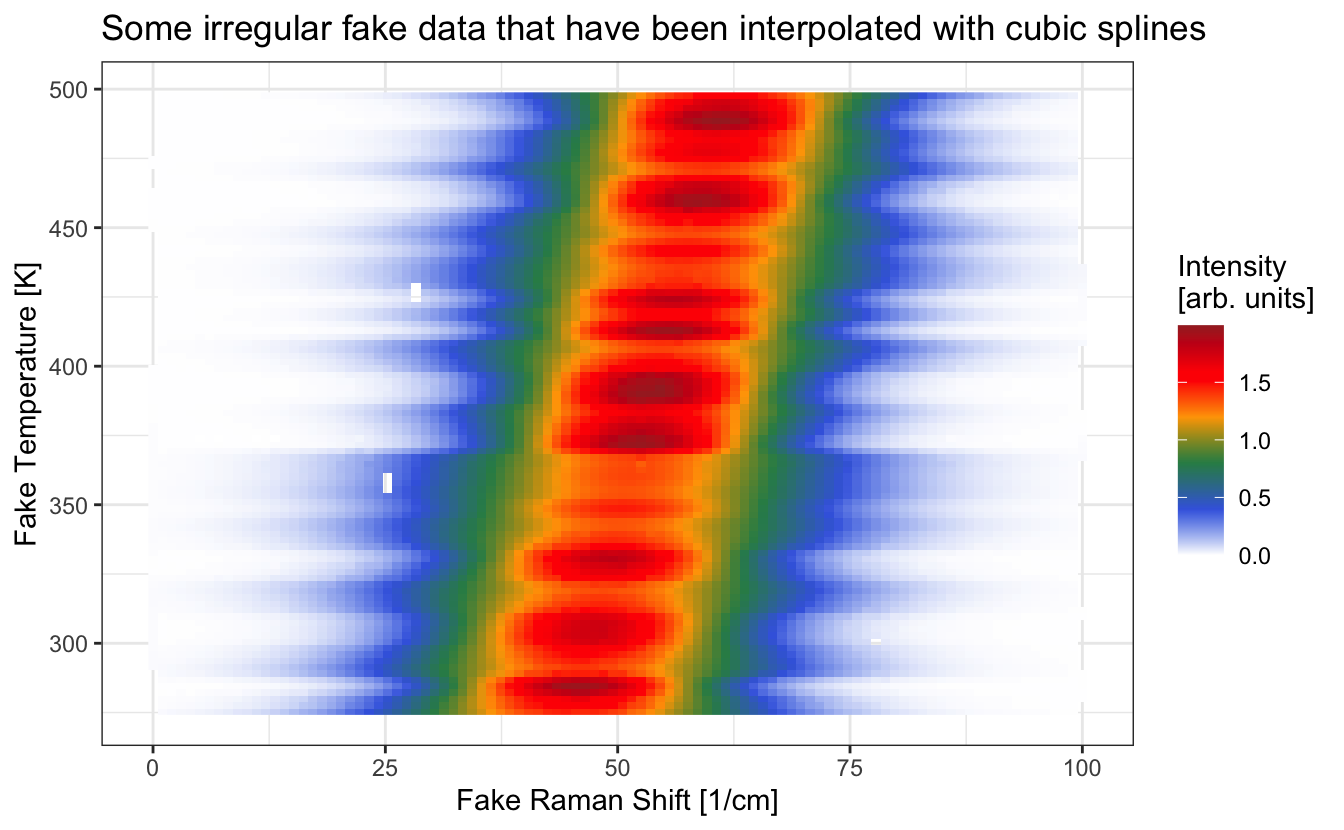 Some irregular fake data that have been interpolated with cubic splines
500
450
400
350
300
Fake Temperature [K]
0 25 50 75 100
Fake Raman Shift [1/cm]
Intensity
[arb. units]
1.5
1.0
0.5
0.0